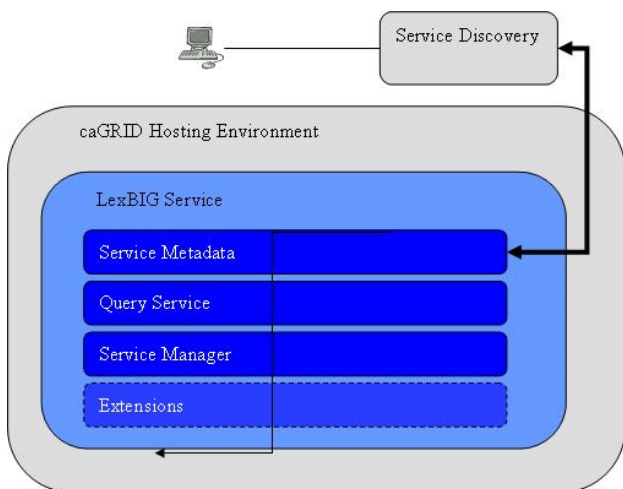 Service Discovery
caGRID Hosting Environment
LexBIG Service
Service Metadata
Query Service
Service Manager
Extensions